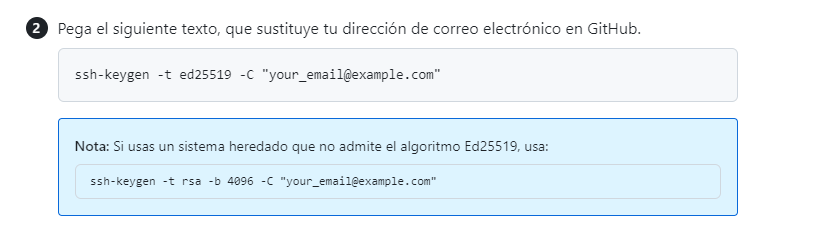 2 Pega el siguiente texto, que sustituye tu dirección de correo electrónico en GitHub.
ssh-keygen -t ed25519 -C "your_email@example.com"
Nota: Si usas un sistema heredado que no admite el algoritmo Ed25519, usa:
ssh-keygen -t rsa -b 4096 -C "your_email@example.com"